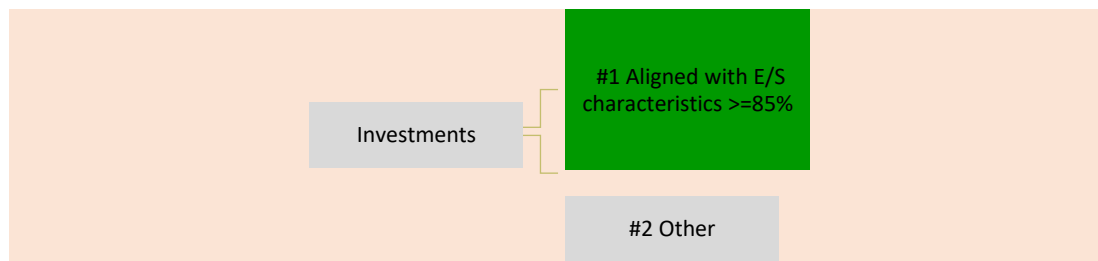 #1 Aligned with E/S
characteristics >=85%
Investments
#2 Other